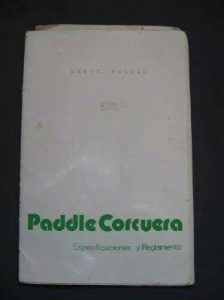 Paddle Corcuera
Especificaciones y Reglamento